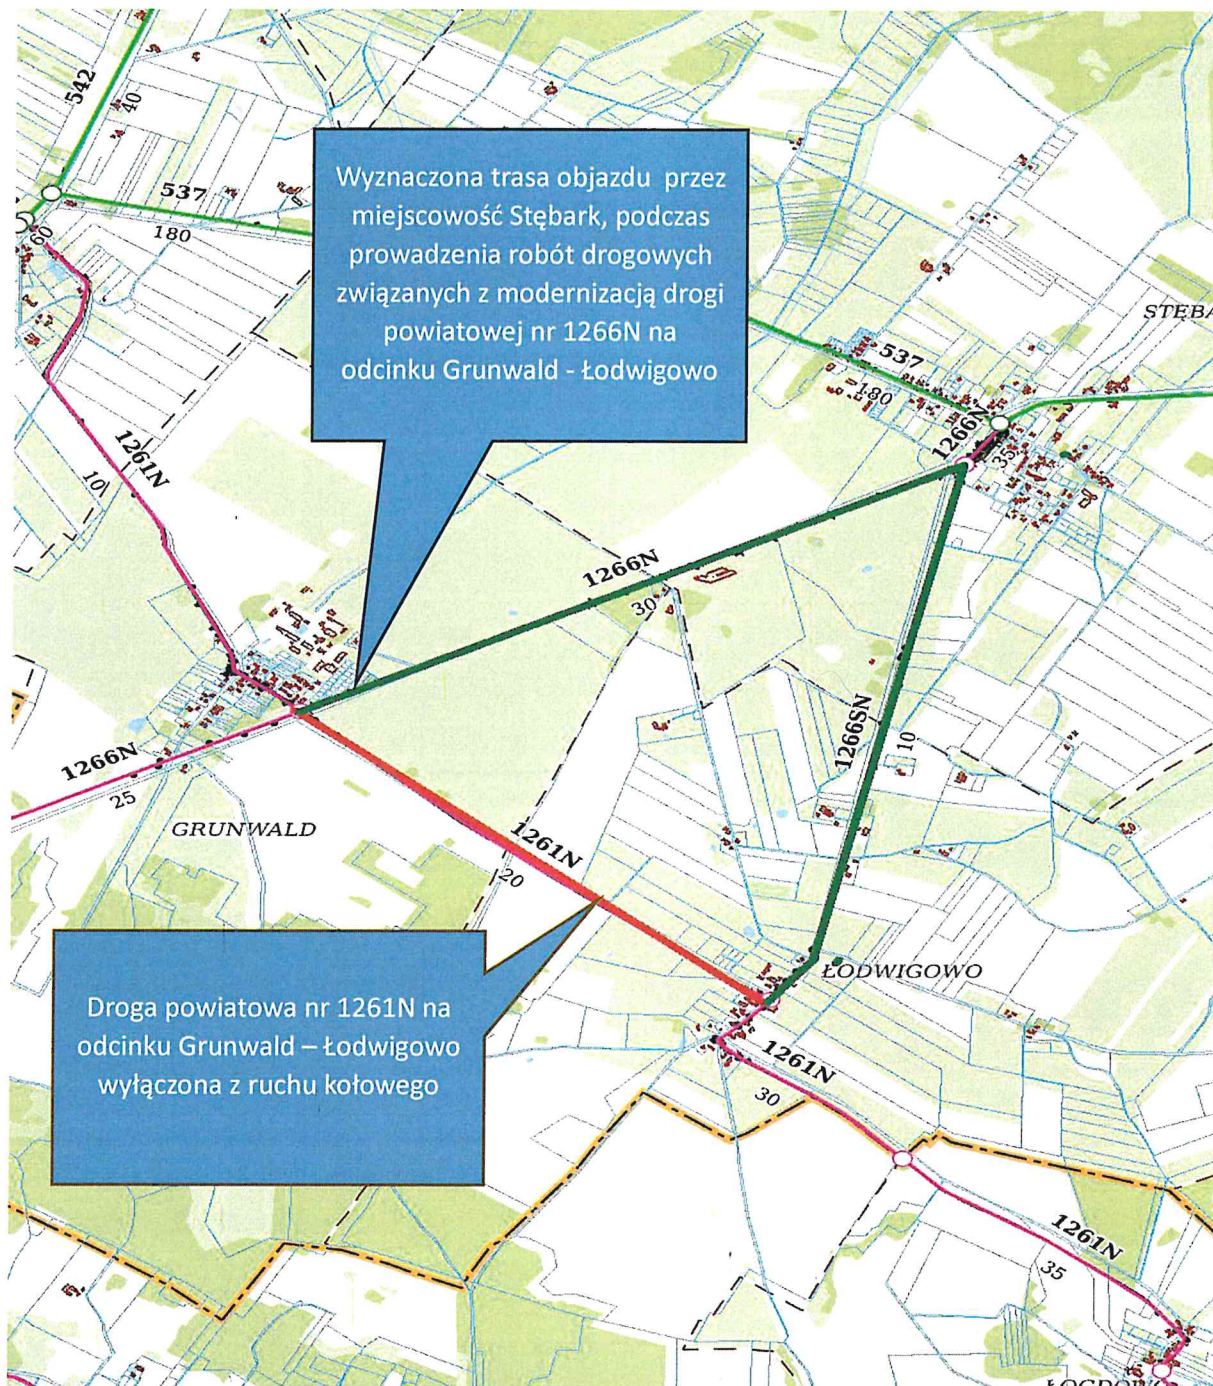 542
40
537
180
60
Wyznaczona trasa objazdu przez
miejscowość Stębark, podczas
prowadzenia robót drogowych
związanych z modernizacją drogi
powiatowej nr 1266N na
odcinku Grunwald - Łodwigowo
STĘBA
537
180
1266N
35
1261N
10
1266N
30
1266SN
10
1266N
25
GRUNWALD
1261N
20
ŁODWIGOWO
Droga powiatowa nr 1261N na
odcinku Grunwald – Łodwigowo
wyłączona z ruchu kołowego
1261N
30
1261N
35